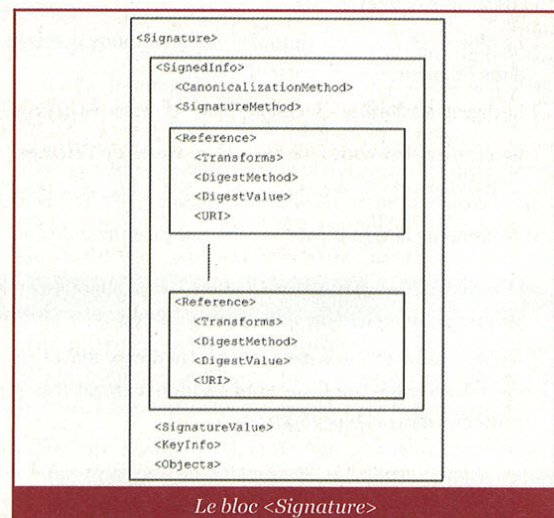 <Signature>
<SignedInfo>
<CanonicalizationMethod>
<SignatureMethod>
<Reference>
<Transforms>
<DigestMethod>
<DigestValue>
<URI>
<Reference>
<Transforms>
<DigestMethod>
<DigestValue>
<URI>
<SignatureValue>
<KeyInfo>
<Objects>
Le bloc <Signature>